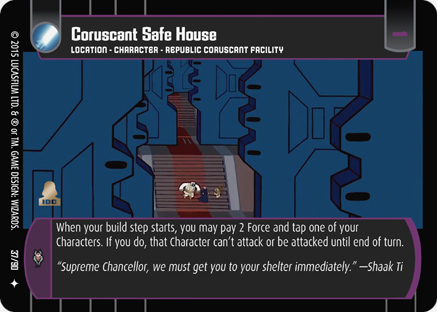 Coruscant Safe House
LOCATION - CHARACTER - REPUBLIC CORUSCANT FACILITY
When your build step starts, you may pay 2 Force and tap one of your
Characters. If you do, that Character can't attack or be attacked until end of turn.
"Supreme Chancellor, we must get you to your shelter immediately." —Shaak Ti
© 2015 LUCASFILM LTD. & ® or TM. GAME DESIGN, WIZARDS.
37/90